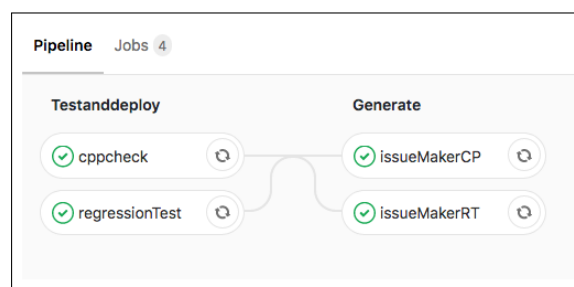 Pipeline Jobs 4
Testanddeploy Generate
cppcheck issueMakerCP
regressionTest issueMakerRT